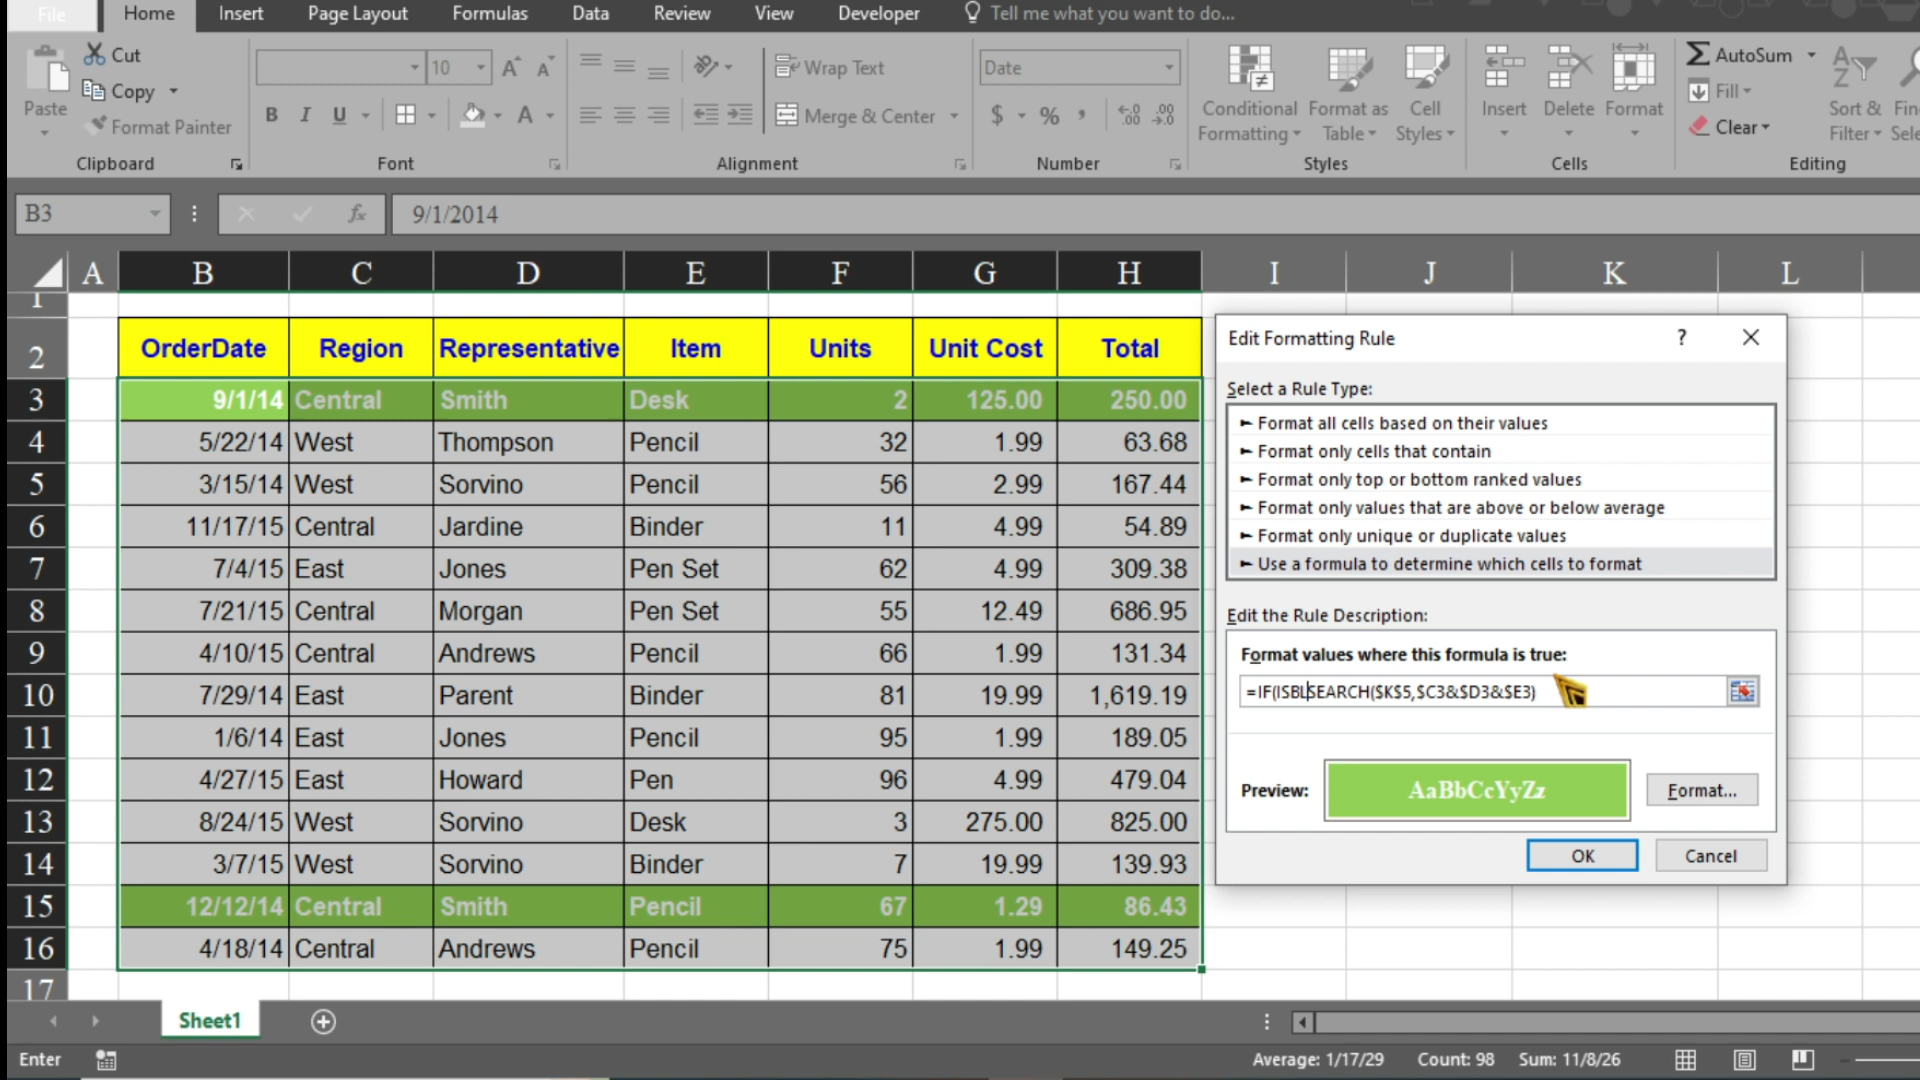 File Home Insert Page Layout Formulas Data Review View Developer Tell me what you want to do...
Cut
Copy
Format Painter
Paste
Clipboard
10 A A
B I U A
Font
Wrap Text
Merge & Center
Alignment
Date
$ % , .00 .00
Number
Conditional Formatting
Format as Table
Cell Styles
Styles
Insert Delete Format
Cells
AutoSum
Fill
Clear
Sort & Filter
Editing
B3 fx 9/1/2014
A B C D E F G H I J K L
1
2 OrderDate Region Representative Item Units Unit Cost Total
3 9/1/14 Central Smith Desk 2 125.00 250.00
4 5/22/14 West Thompson Pencil 32 1.99 63.68
5 3/15/14 West Sorvino Pencil 56 2.99 167.44
6 11/17/15 Central Jardine Binder 11 4.99 54.89
7 7/4/15 East Jones Pen Set 62 4.99 309.38
8 7/21/15 Central Morgan Pen Set 55 12.49 686.95
9 4/10/15 Central Andrews Pencil 66 1.99 131.34
10 7/29/14 East Parent Binder 81 19.99 1,619.19
11 1/6/14 East Jones Pencil 95 1.99 189.05
12 4/27/15 East Howard Pen 96 4.99 479.04
13 8/24/15 West Sorvino Desk 3 275.00 825.00
14 3/7/15 West Sorvino Binder 7 19.99 139.93
15 12/12/14 Central Smith Pencil 67 1.29 86.43
16 4/18/14 Central Andrews Pencil 75 1.99 149.25
17
Edit Formatting Rule ?
Select a Rule Type:
► Format all cells based on their values
► Format only cells that contain
► Format only top or bottom ranked values
► Format only values that are above or below average
► Format only unique or duplicate values
► Use a formula to determine which cells to format
Edit the Rule Description:
Format values where this formula is true:
=IF(ISBLSEARCH($K$5,$C3&$D3&$E3)
Preview: AaBbCcYyZz Format...
OK Cancel
Sheet1
Enter Average: 1/17/29 Count: 98 Sum: 11/8/26